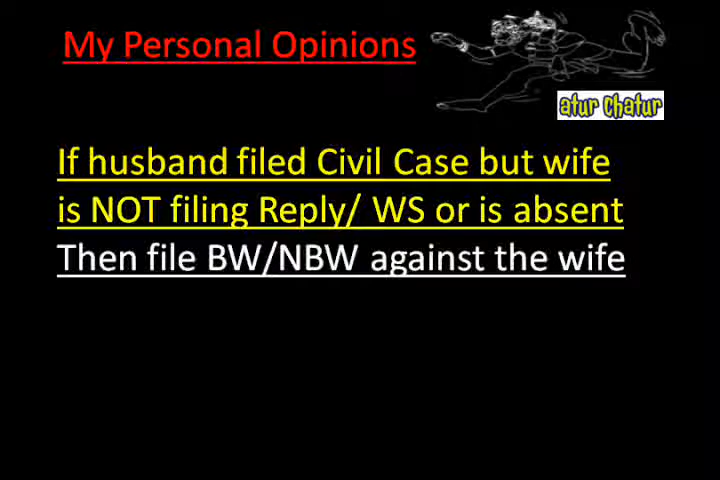 My Personal Opinions
atur chatur
If husband filed Civil Case but wife
is NOT filing Reply/ WS or is absent
Then file BW/NBW against the wife